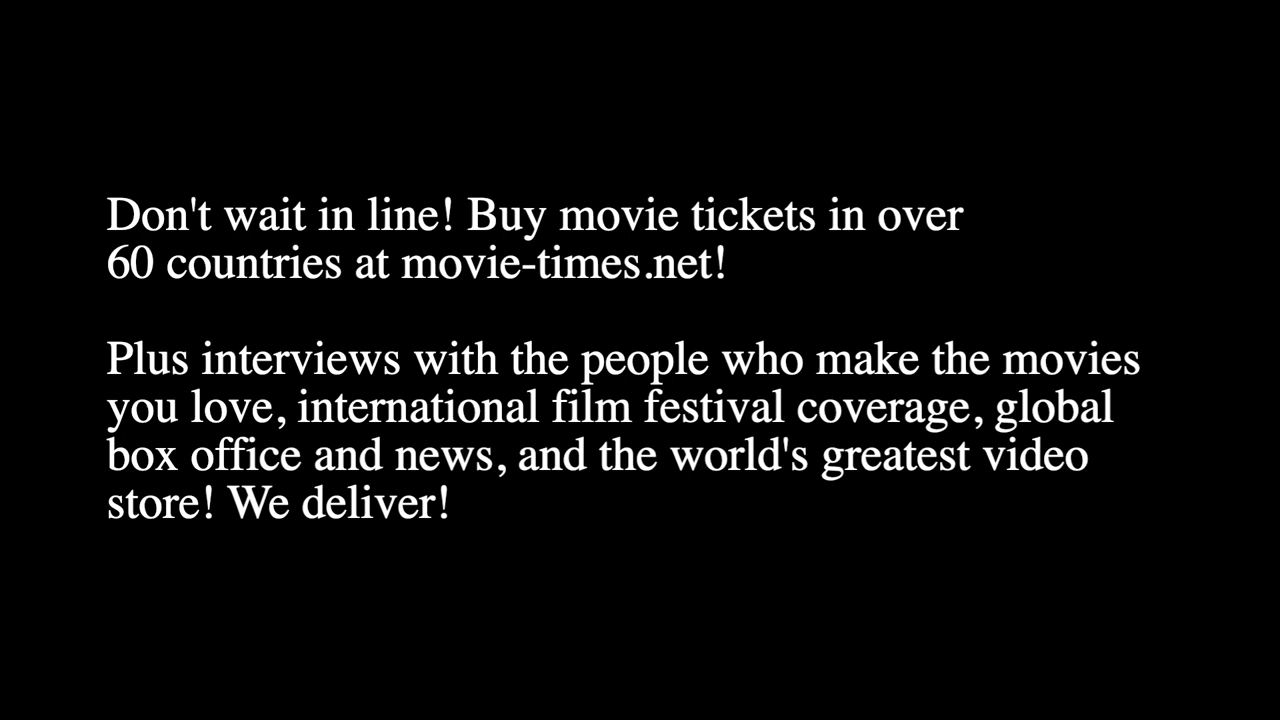 Don't wait in line! Buy movie tickets in over
60 countries at movie-times.net!
Plus interviews with the people who make the movies
you love, international film festival coverage, global
box office and news, and the world's greatest video
store! We deliver!